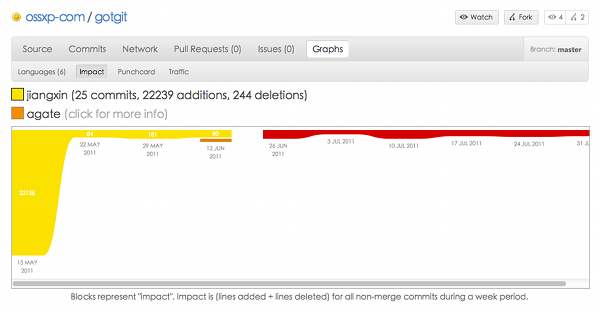 ossxp-com / gotgit
Watch Fork 4 2
Source Commits Network Pull Requests (0) Issues (0) Graphs Branch: master
Languages (6) Impact Punchcard Traffic
jiangxin (25 commits, 22239 additions, 244 deletions)
agate (click for more info)
64 181 80
22 MAY 2011
29 MAY 2011
12 JUN 2011
26 JUN 2011
3 JUL 2011
10 JUL 2011
17 JUL 2011
24 JUL 2011
31 J
15 MAY 2011
Blocks represent "impact". Impact is (lines added + lines deleted) for all non-merge commits during a week period.